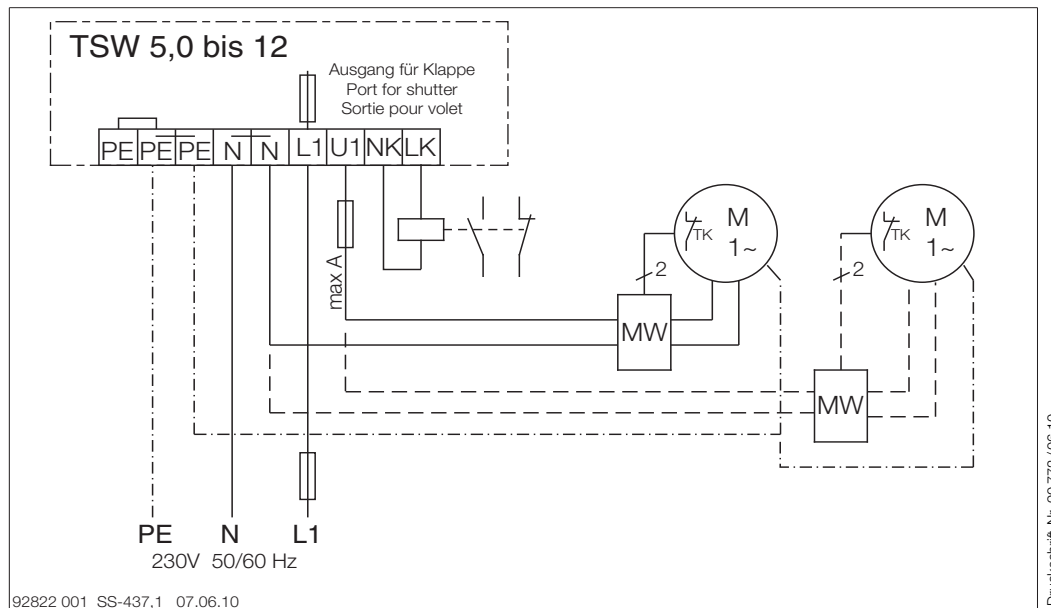 TSW 5,0 bis 12
Ausgang für Klappe
Port for shutter
Sortie pour volet
PE PE PE N N L1 U1 NK LK
max A
TK
M
1~
2
MW
TK
M
1~
2
MW
PE N L1
230V 50/60 Hz
92822 001 SS-437,1 07.06.10